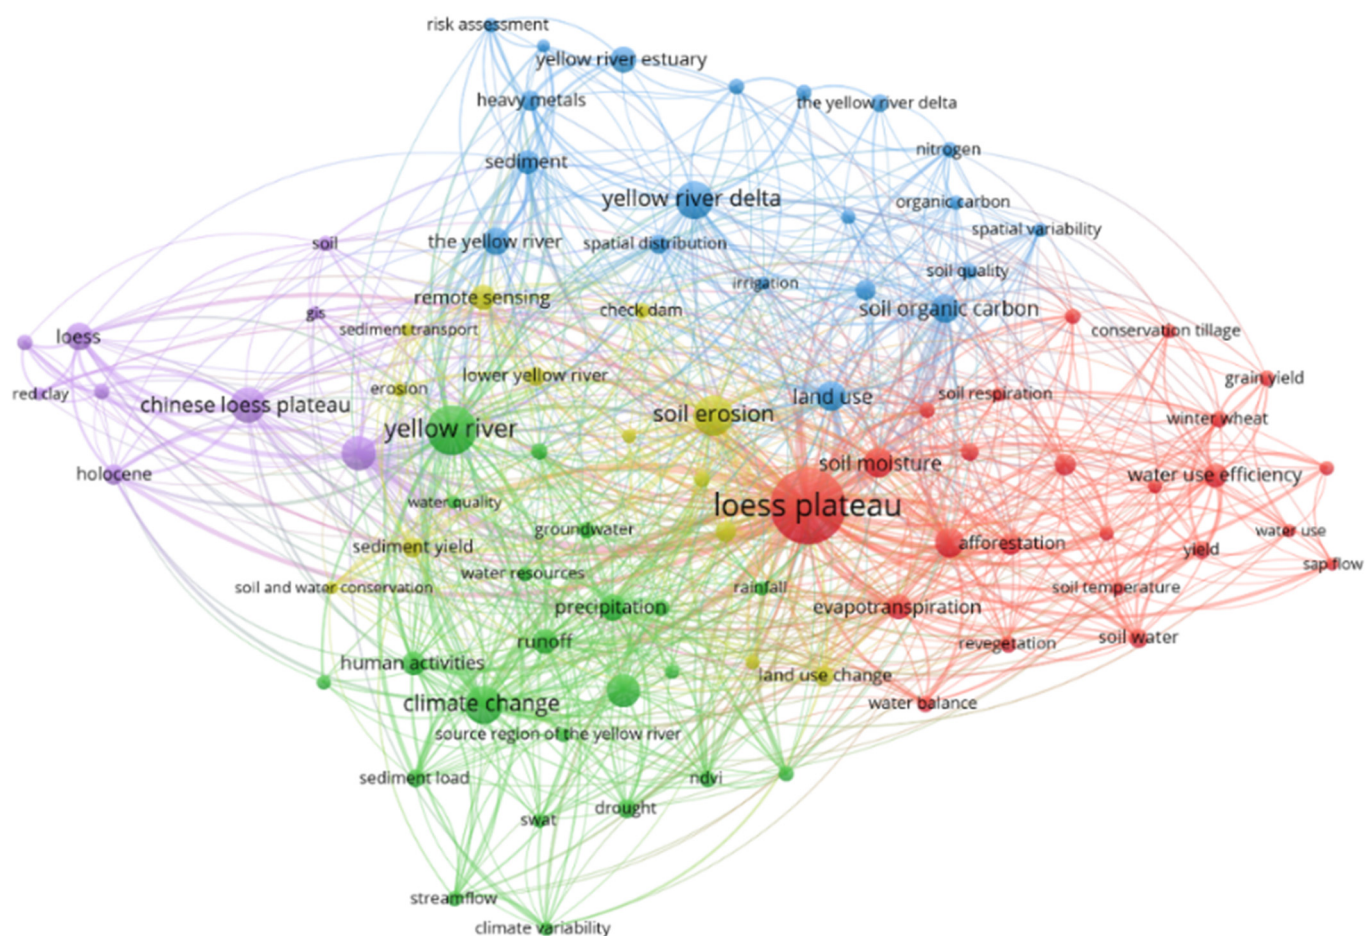 risk assessment
yellow river estuary
heavy metals
the yellow river delta
nitrogen
sediment
yellow river delta
organic carbon
spatial variability
the yellow river
spatial distribution
soil
soil quality
irrigation
remote sensing
check dam
soil organic carbon
gis
sediment transport
conservation tillage
loess
lower yellow river
grain yield
erosion
red clay
soil respiration
land use
chinese loess plateau
soil erosion
winter wheat
yellow river
soil moisture
holocene
water use efficiency
water quality
loess plateau
groundwater
water use
sediment yield
afforestation
yield
sap flow
water resources
soil and water conservation
rainfall
soil temperature
precipitation
evapotranspiration
runoff
revegetation
soil water
human activities
land use change
climate change
water balance
source region of the yellow river
sediment load
ndvi
drought
swat
streamflow
climate variability